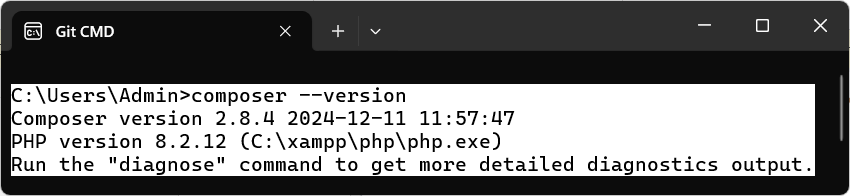 Git CMD
C:\Users\Admin>composer --version
Composer version 2.8.4 2024-12-11 11:57:47
PHP version 8.2.12 (C:\xampp\php\php.exe)
Run the "diagnose" command to get more detailed diagnostics output.